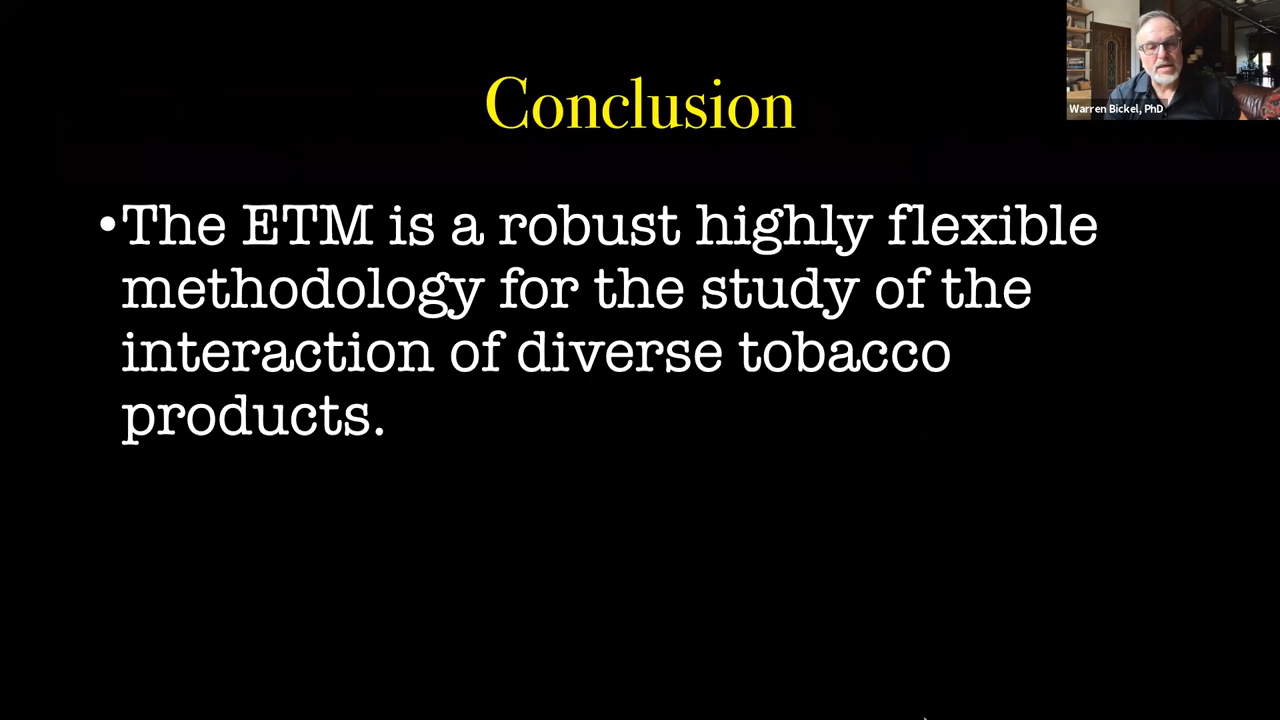 Conclusion
Warren Bickel, PhD
•The ETM is a robust highly flexible
methodology for the study of the
interaction of diverse tobacco
products.